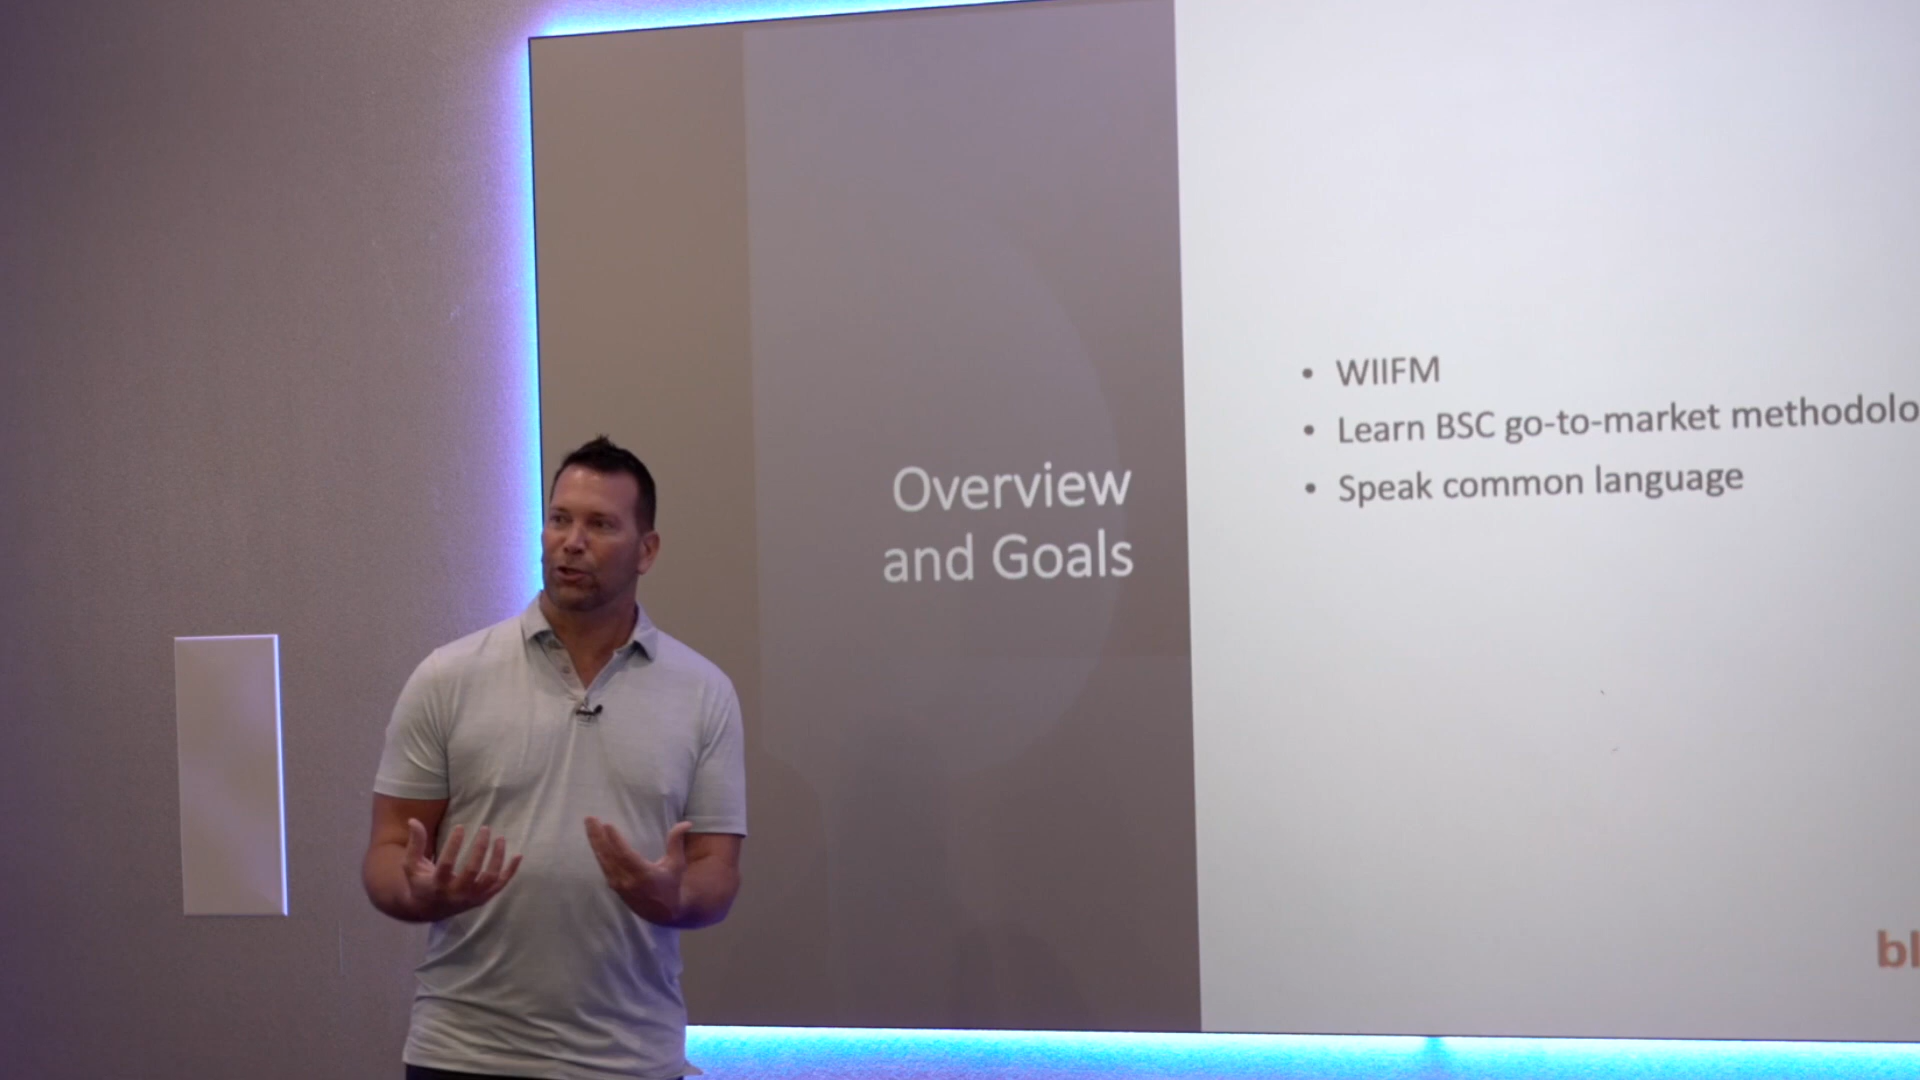 Overview
and Goals
• WIIFM
• Learn BSC go-to-market methodolo
• Speak common language
bl